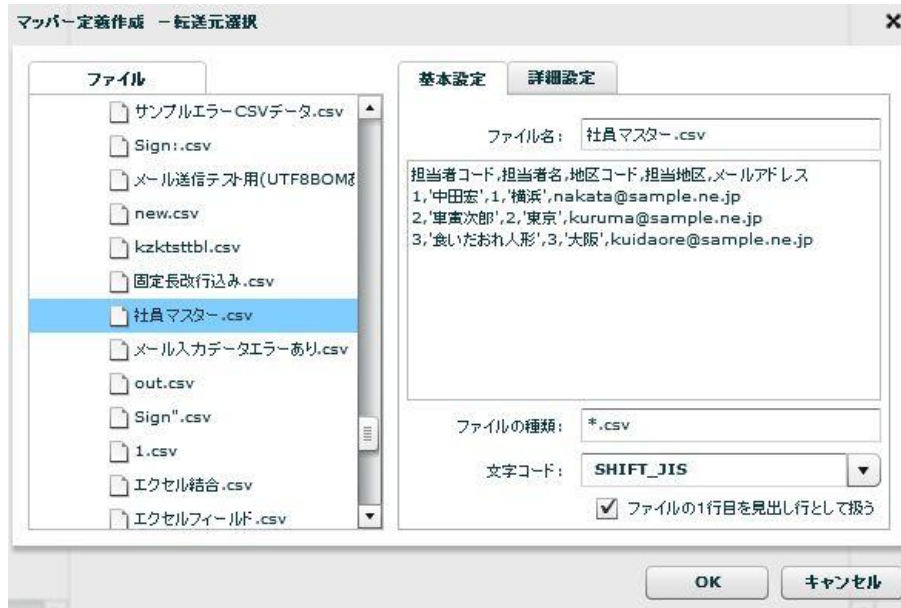 マッパー定義作成 －転送元選択
ファイル
サンプルエラーCSVデータ.csv
Sign:.csv
メール送信テスト用(UTF8BOMあ
new.csv
kzktsttbl.csv
固定長改行込み.csv
社員マスター.csv
メール入力データエラーあり.csv
out.csv
Sign".csv
1.csv
エクセル結合.csv
エクセルフィールド.csv
基本設定
詳細設定
ファイル名:
社員マスター.csv
担当者コード,担当者名,地区コード,担当地区,メールアドレス
1,'中田宏',1,'横浜',nakata@sample.ne.jp
2,'車寅次郎',2,'東京',kuruma@sample.ne.jp
3,'食いだおれ人形',3,'大阪',kuidaore@sample.ne.jp
ファイルの種類:
*.csv
文字コード:
SHIFT_JIS
ファイルの1行目を見出し行として扱う
OK
キャンセル